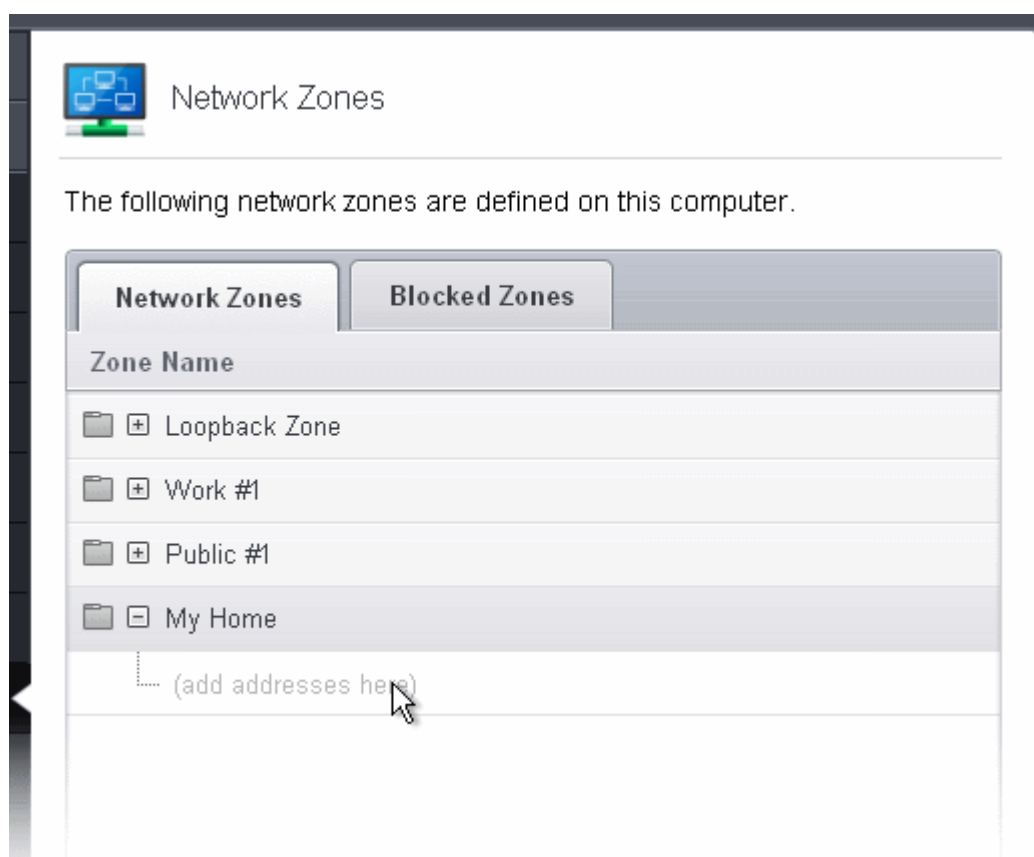 Network Zones
The following network zones are defined on this computer.
Network Zones Blocked Zones
Zone Name
Loopback Zone
Work #1
Public #1
My Home
(add addresses here)